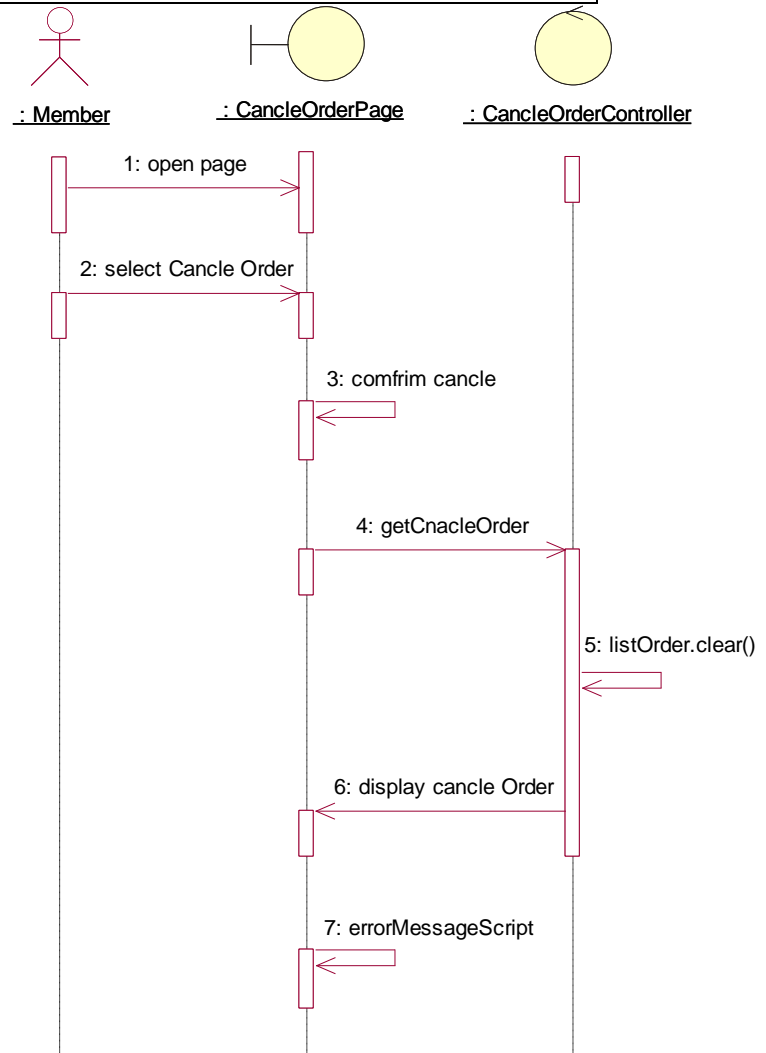 : Member
: CancleOrderPage
: CancleOrderController
1: open page
2: select Cancle Order
3: comfrim cancle
4: getCnacleOrder
5: listOrder.clear()
6: display cancle Order
7: errorMessageScript